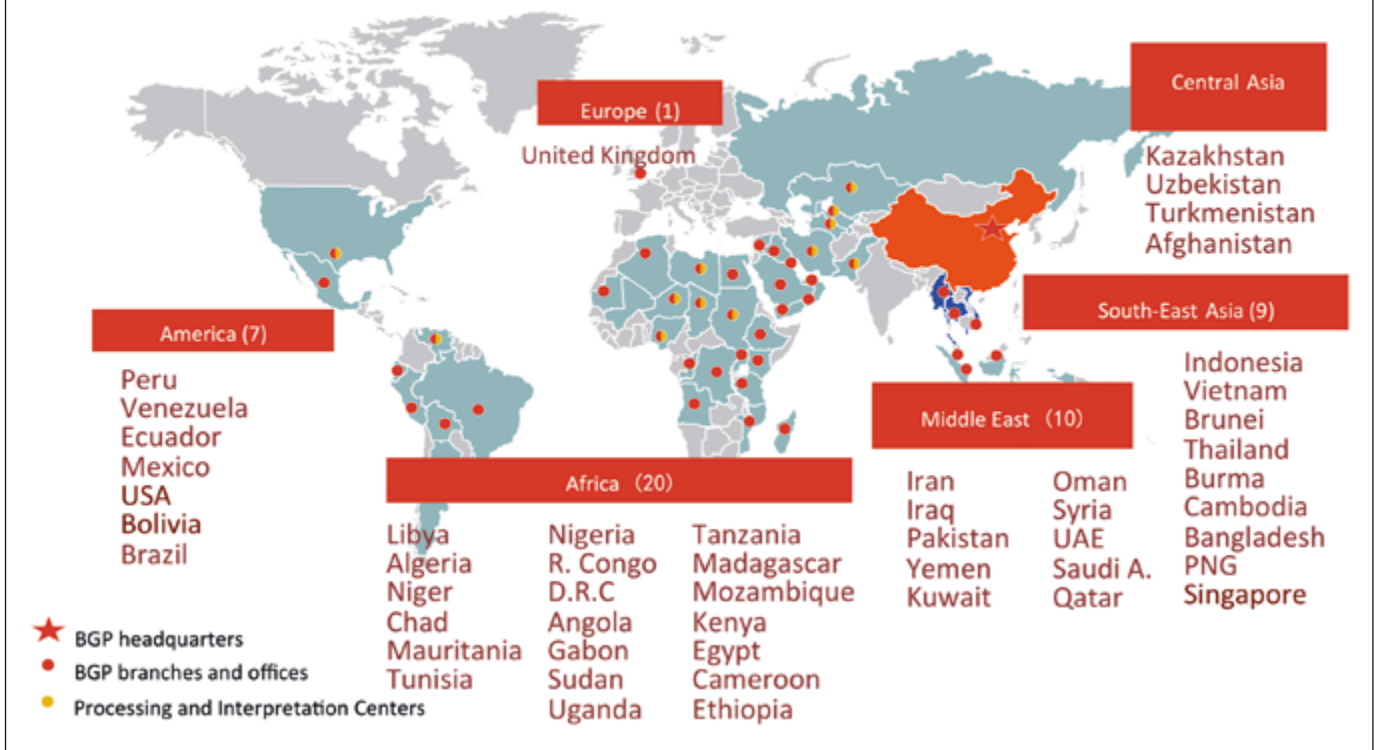 Europe (1)
United Kingdom
Central Asia
Kazakhstan
Uzbekistan
Turkmenistan
Afghanistan
America (7)
Peru
Venezuela
Ecuador
Mexico
USA
Bolivia
Brazil
South-East Asia (9)
Indonesia
Vietnam
Brunei
Thailand
Burma
Cambodia
Bangladesh
PNG
Singapore
Middle East (10)
Iran
Iraq
Pakistan
Yemen
Kuwait
Oman
Syria
UAE
Saudi A.
Qatar
Africa (20)
Libya
Algeria
Niger
Chad
Mauritania
Tunisia
Nigeria
R. Congo
D.R.C
Angola
Gabon
Sudan
Uganda
Tanzania
Madagascar
Mozambique
Kenya
Egypt
Cameroon
Ethiopia
BGP headquarters
BGP branches and offices
Processing and Interpretation Centers